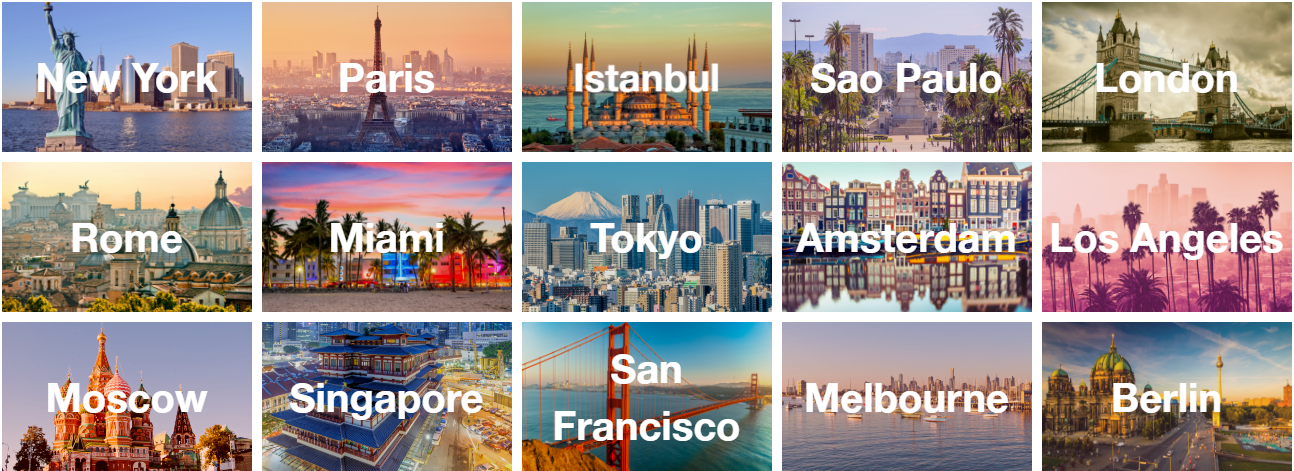 New York
Paris
Istanbul
Sao Paulo
London
Rome
Miami
Tokyo
Amsterdam
Los Angeles
Moscow
Singapore
San
Francisco
Melbourne
Berlin